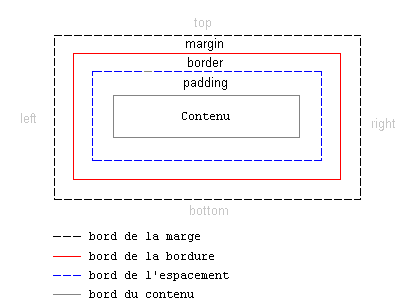 top
margin
border
padding
Contenu
left
right
bottom
bord de la marge
bord de la bordure
bord de l'espacement
bord du contenu